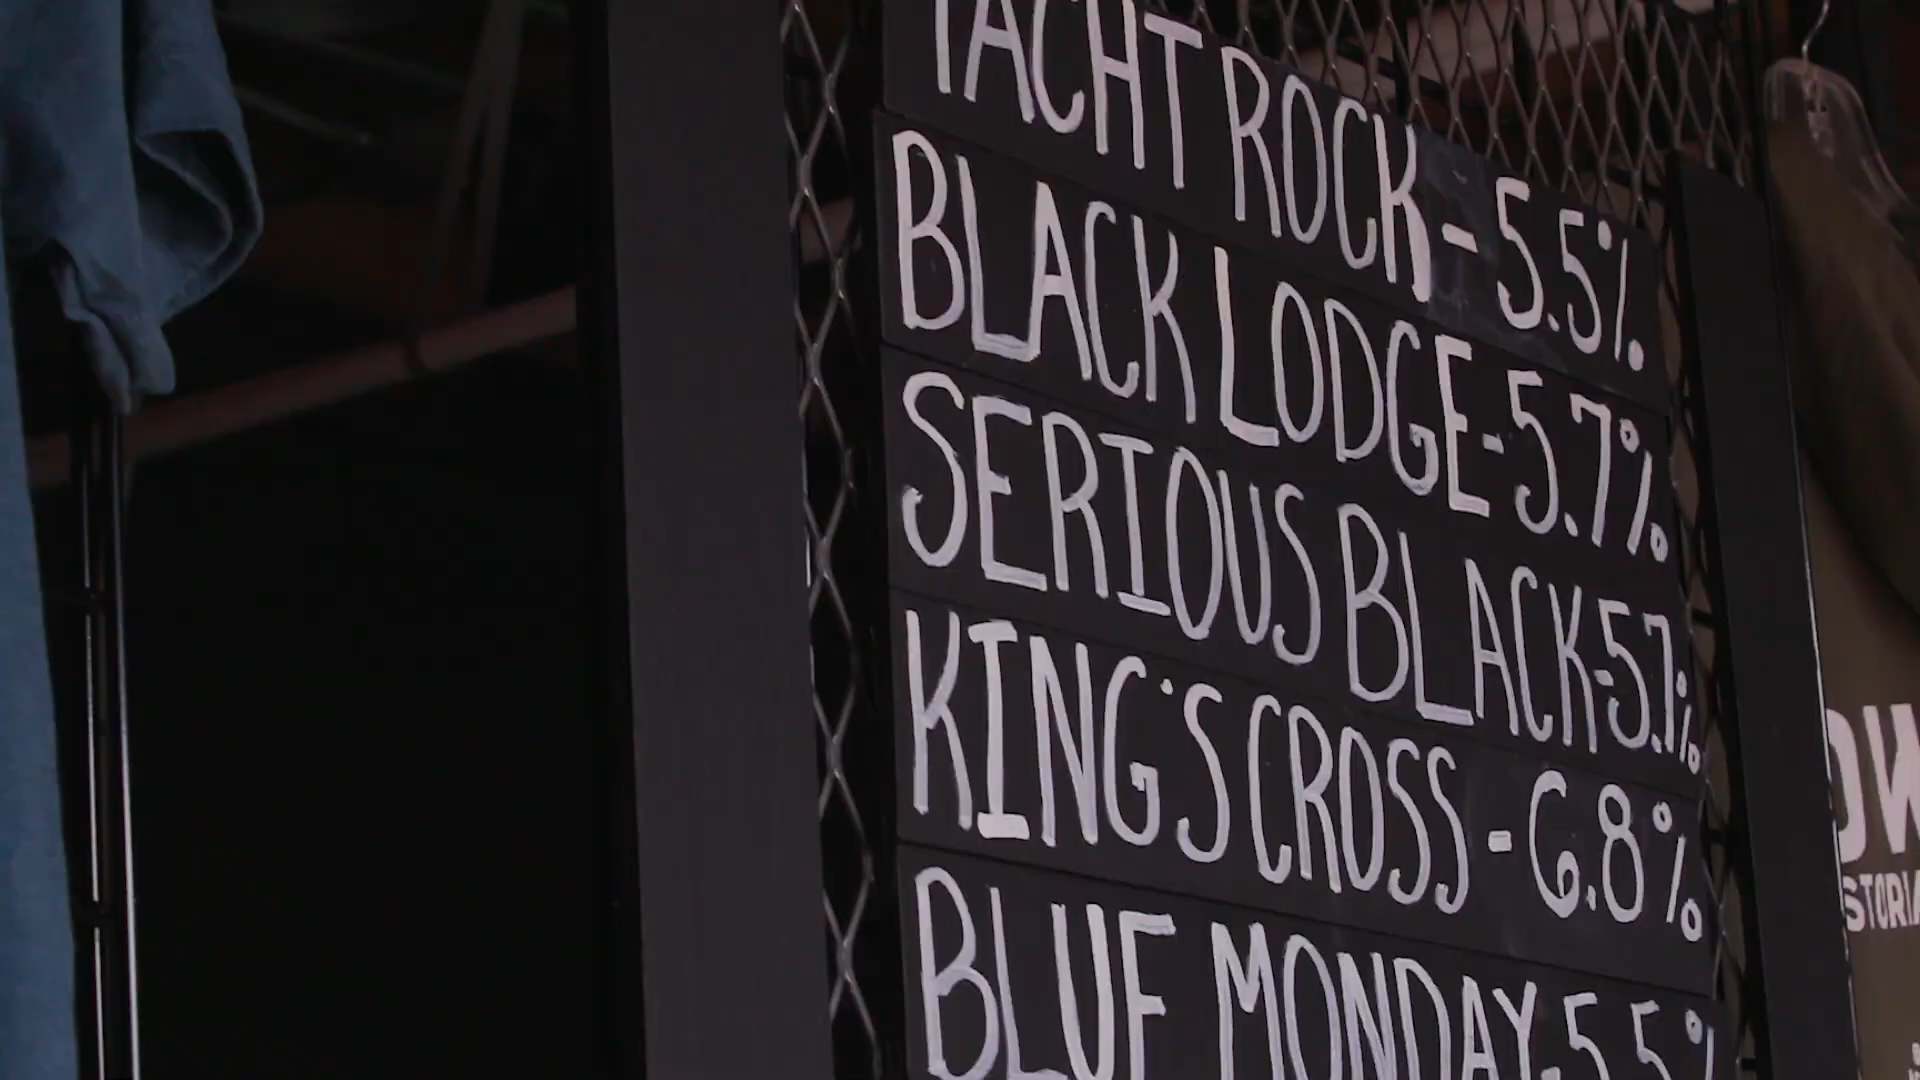 YACHT ROCK - 5.5%
BLACK LODGE - 5.7%
SERIOUS BLACK - 5.7%
KING'S CROSS - 6.8%
BLUE MONDAY - 5.5%